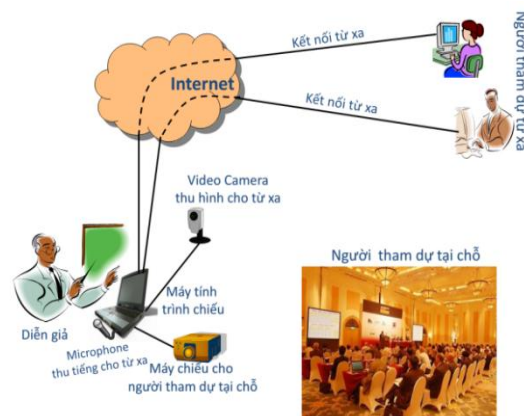 Kết nối từ xa
Internet
Kết nối từ xa
Người tham dự từ xa
Video Camera
thu hình cho từ xa
Người tham dự tại chỗ
Máy tính
trình chiếu
Diễn giả
Microphone
thu tiếng cho từ xa
Máy chiếu cho
người tham dự tại chỗ